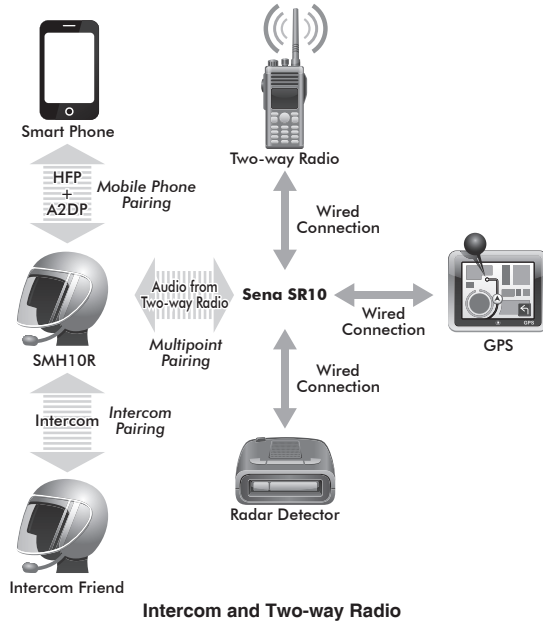 Smart Phone
Two-way Radio
HFP
+
A2DP
Mobile Phone
Pairing
Wired
Connection
Audio from
Two-way Radio
Sena SR10
Wired
Connection
GPS
GPS
SMH10R
Multipoint
Pairing
Wired
Connection
Intercom
Intercom
Pairing
Radar Detector
Intercom Friend
Intercom and Two-way Radio